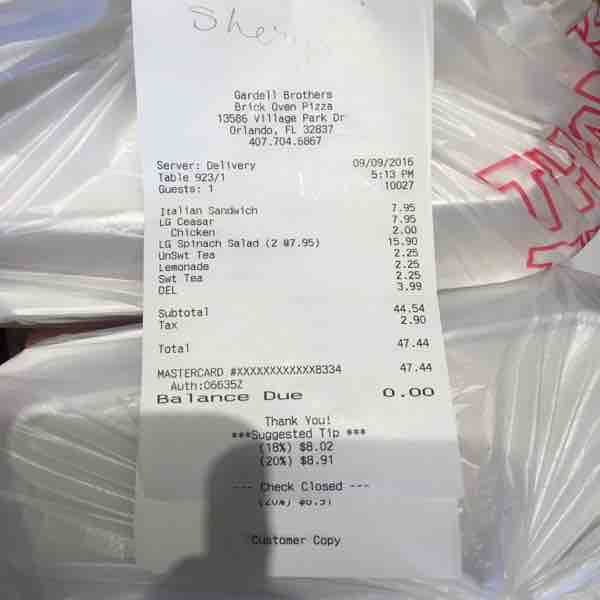 Gardell Brothers
Brick Oven Pizza
13586 Village Park Dr
Orlando, FL 32837
407.704.6867
Server: Delivery 09/09/2016
Table 923/1 5:13 PM
Guests: 1 10027
Italian Sandwich 7.95
LG Ceasar 7.95
Chicken 2.00
LG Spinach Salad (2 @7.95) 15.90
UnSwt Tea 2.25
Lemonade 2.25
Swt Tea 2.25
DEL 3.99
Subtotal 44.54
Tax 2.90
Total 47.44
MASTERCARD #XXXXXXXXXXXX8334 47.44
Auth:06635Z
Balance Due 0.00
Thank You!
***Suggested Tip ***
(18%) $8.02
(20%) $8.91
--- Check Closed ---
Customer Copy